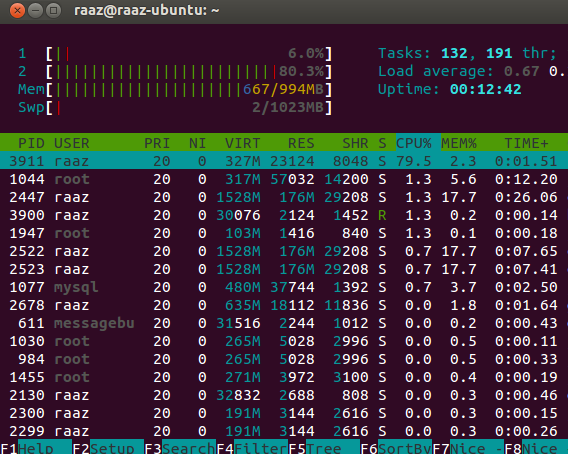 raaz@raaz-ubuntu: ~
1 [|| 6.0%] Tasks: 132, 191 thr;
2 [||||||||||||||||||||||||||80.3%] Load average: 0.67 0.
Mem[||||||||||||||||||||||667/994MB] Uptime: 00:12:42
Swp[| 2/1023MB]
PID USER PRI NI VIRT RES SHR S CPU% MEM% TIME+
3911 raaz 20 0 327M 23124 8048 S 79.5 2.3 0:01.51
1044 root 20 0 317M 57032 14200 S 1.3 5.6 0:12.20
2447 raaz 20 0 1528M 176M 29208 S 1.3 17.7 0:26.06
3900 raaz 20 0 30076 2124 1452 R 1.3 0.2 0:00.14
1947 root 20 0 103M 1416 840 S 1.3 0.1 0:00.18
2522 raaz 20 0 1528M 176M 29208 S 0.7 17.7 0:07.65
2523 raaz 20 0 1528M 176M 29208 S 0.7 17.7 0:07.41
1077 mysql 20 0 480M 37744 1392 S 0.7 3.7 0:02.50
2678 raaz 20 0 635M 18112 11836 S 0.0 1.8 0:01.64
611 messagebu 20 0 31516 2244 1012 S 0.0 0.2 0:00.43
1030 root 20 0 265M 5028 2996 S 0.0 0.5 0:00.11
984 root 20 0 265M 5028 2996 S 0.0 0.5 0:00.33
1455 root 20 0 271M 3972 3100 S 0.0 0.4 0:00.19
2130 raaz 20 0 32832 2688 808 S 0.0 0.3 0:00.46
2300 raaz 20 0 191M 3144 2616 S 0.0 0.3 0:00.15
2299 raaz 20 0 191M 3144 2616 S 0.0 0.3 0:00.26
F1Help F2Setup F3SearchF4FilterF5Tree F6SortByF7Nice -F8Nice